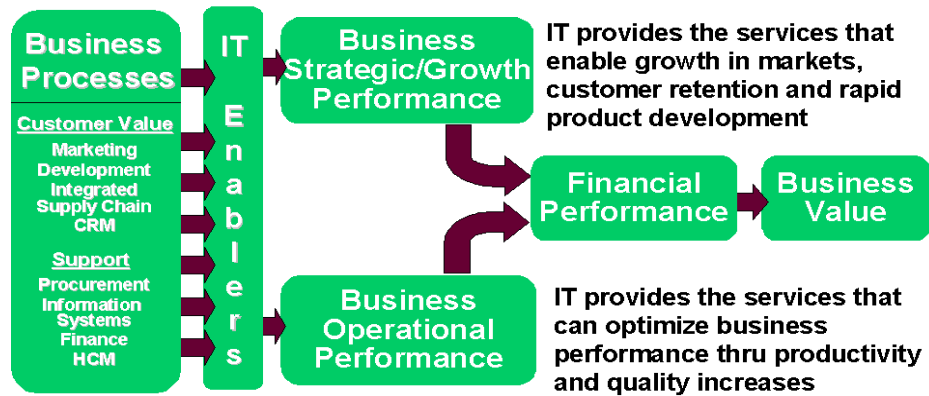 Business
Processes
Customer Value
Marketing
Development
Integrated
Supply Chain
CRM
Support
Procurement
Information
Systems
Finance
HCM
IT
Enablers
Business
Strategic/Growth
Performance
IT provides the services that
enable growth in markets,
customer retention and rapid
product development
Financial
Performance
Business
Value
Business
Operational
Performance
IT provides the services that
can optimize business
performance thru productivity
and quality increases